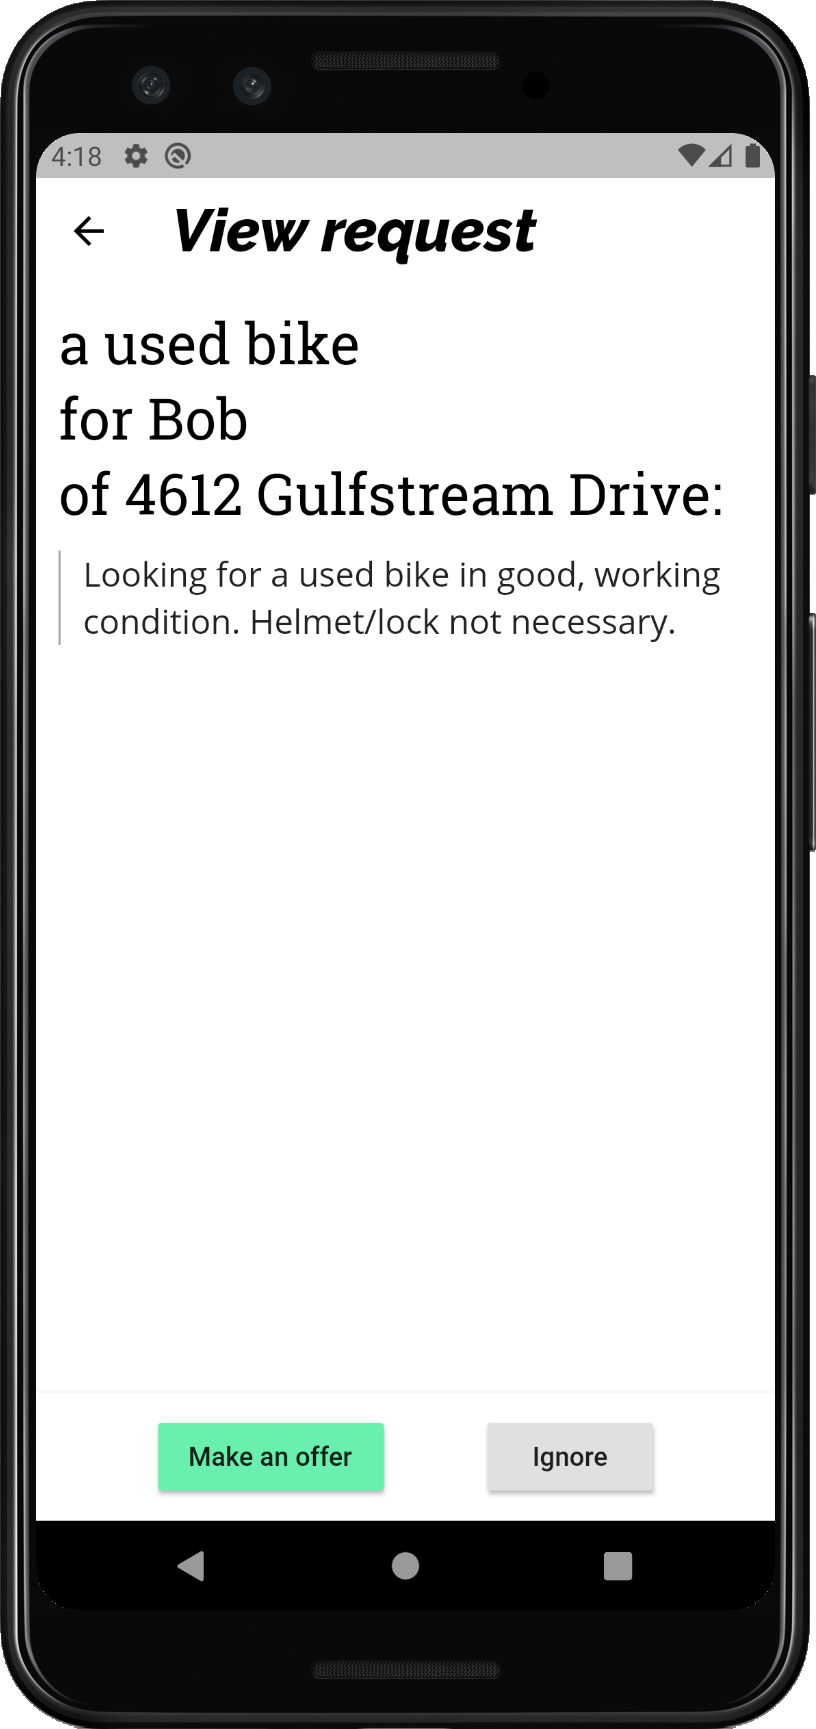 4:18
View request
a used bike
for Bob
of 4612 Gulfstream Drive:
Looking for a used bike in good, working
condition. Helmet/lock not necessary.
Make an offer
Ignore